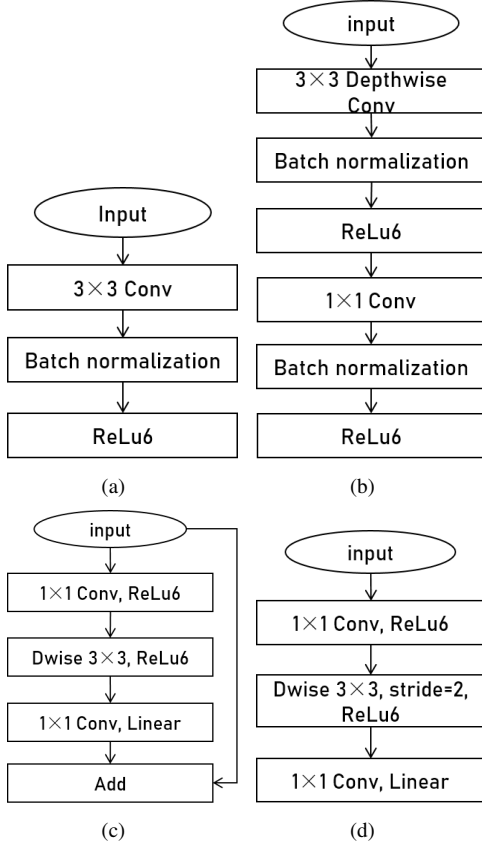 Input
3×3 Conv
Batch normalization
ReLu6
(a)
input
3×3 Depthwise
Conv
Batch normalization
ReLu6
1×1 Conv
Batch normalization
ReLu6
(b)
input
1×1 Conv, ReLu6
Dwise 3×3, ReLu6
1×1 Conv, Linear
Add
(c)
input
1×1 Conv, ReLu6
Dwise 3×3, stride=2,
ReLu6
1×1 Conv, Linear
(d)